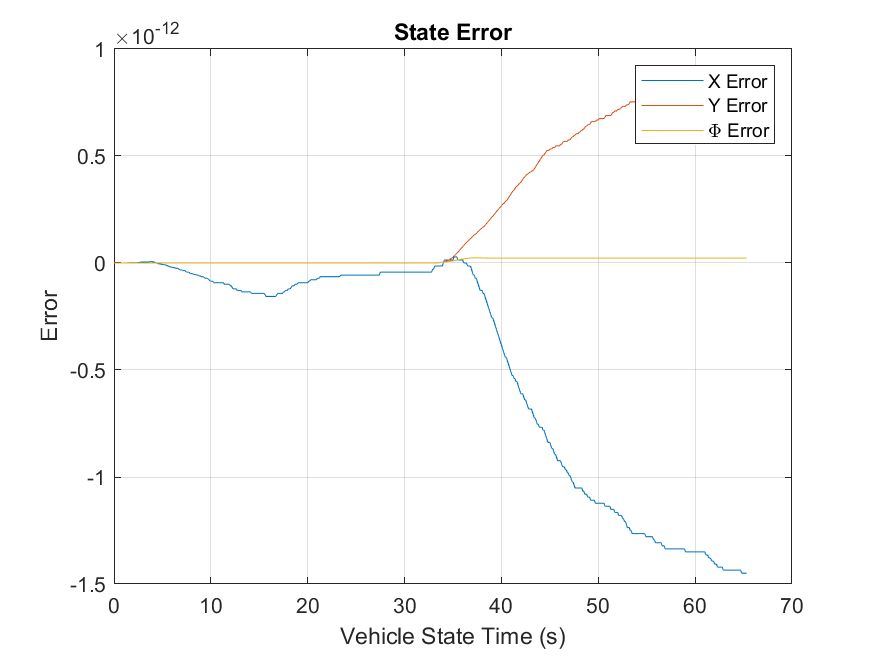 State Error
×10⁻¹²
1
0.5
0
-0.5
-1
-1.5
Error
X Error
Y Error
Φ Error
0 10 20 30 40 50 60 70
Vehicle State Time (s)